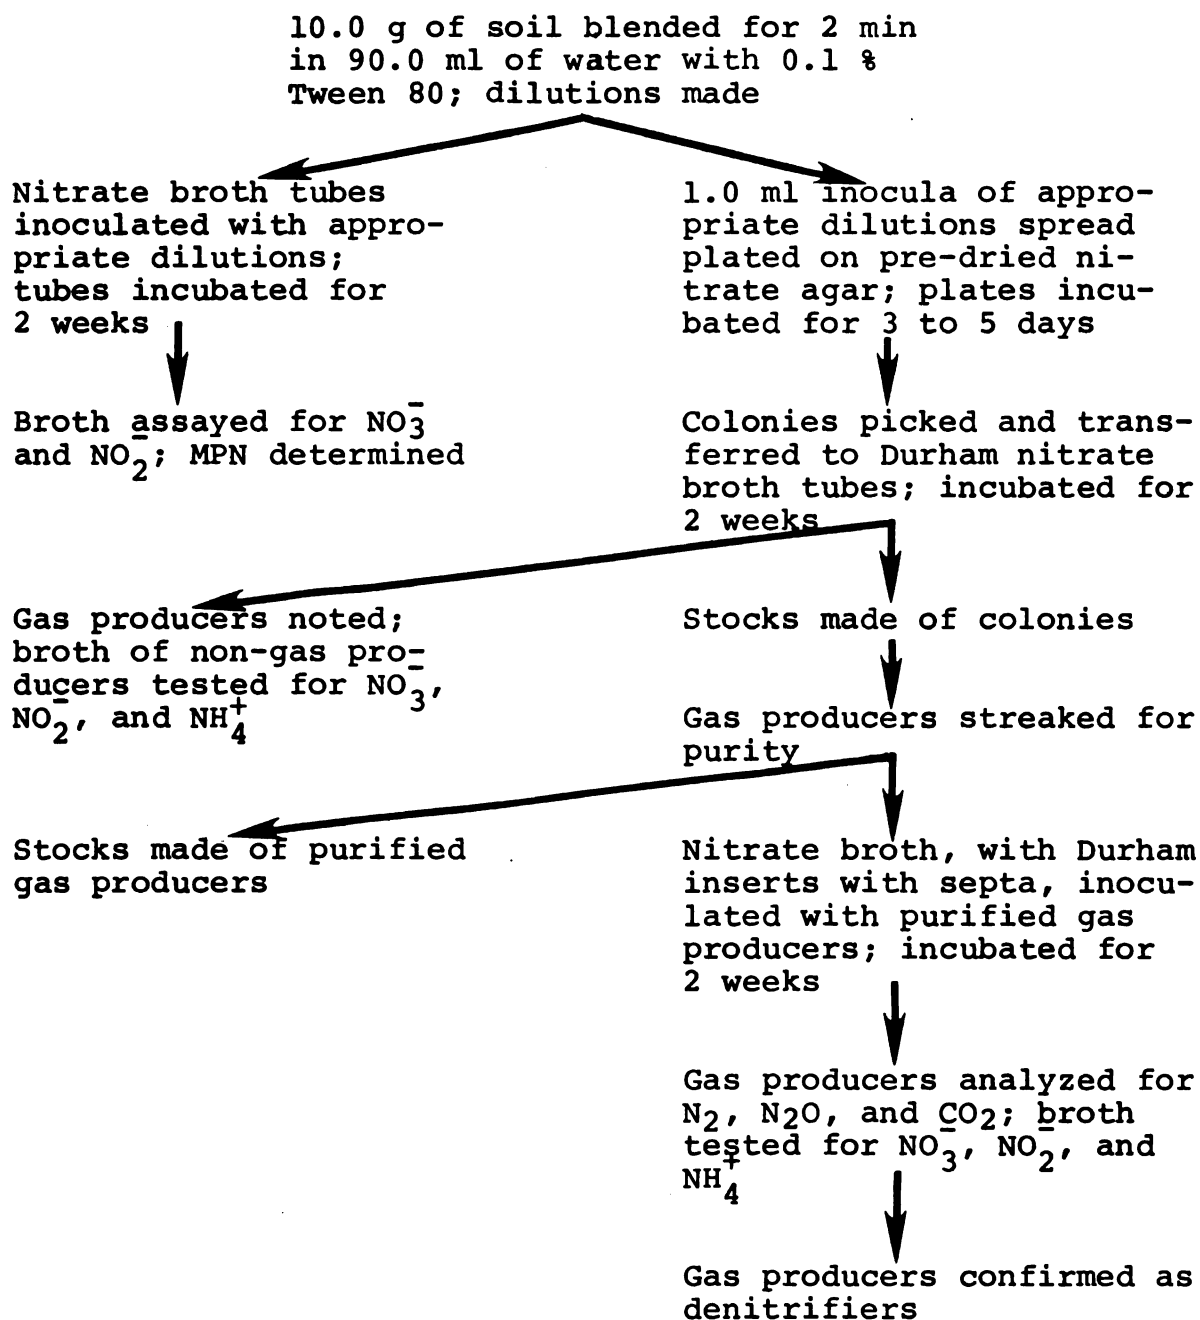 10.0 g of soil blended for 2 min
in 90.0 ml of water with 0.1 %
Tween 80; dilutions made
Nitrate broth tubes
inoculated with appro-
priate dilutions;
tubes incubated for
2 weeks
1.0 ml inocula of appro-
priate dilutions spread
plated on pre-dried ni-
trate agar; plates incu-
bated for 3 to 5 days
Broth assayed for NO₃⁻
and NO₂⁻; MPN determined
Colonies picked and trans-
ferred to Durham nitrate
broth tubes; incubated for
2 weeks
Gas producers noted;
broth of non-gas pro-
ducers tested for NO₃⁻,
NO₂⁻, and NH₄⁺
Stocks made of colonies
Gas producers streaked for
purity
Stocks made of purified
gas producers
Nitrate broth, with Durham
inserts with septa, inocu-
lated with purified gas
producers; incubated for
2 weeks
Gas producers analyzed for
N₂, N₂O, and CO₂; broth
tested for NO₃⁻, NO₂⁻, and
NH₄⁺
Gas producers confirmed as
denitrifiers